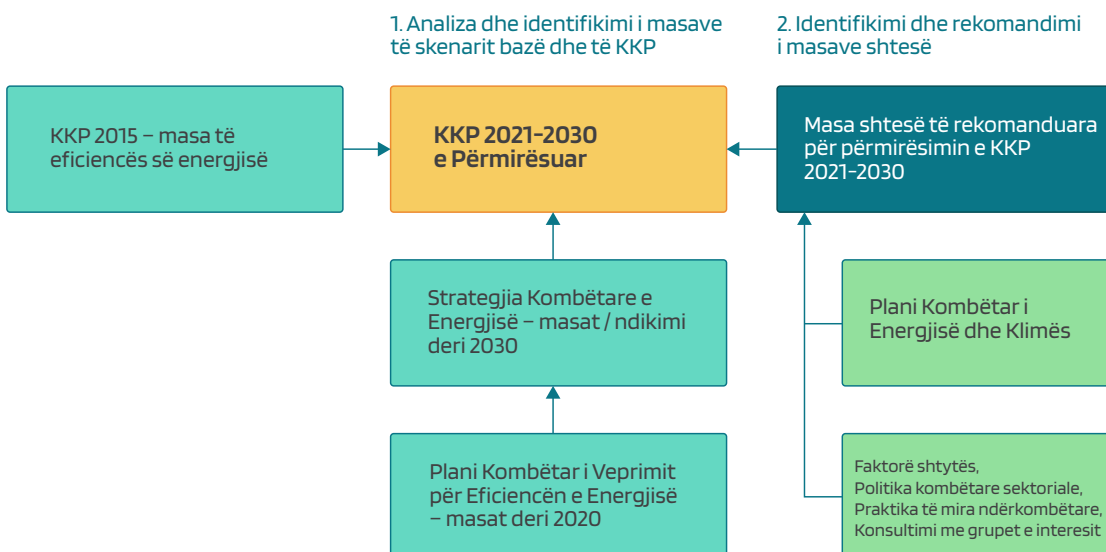 1. Analiza dhe identifikimi i masave
të skenarit bazë dhe të KKP
2. Identifikimi dhe rekomandimi
i masave shtesë
KKP 2015 – masa të
eficiencës së energjisë
KKP 2021-2030
e Përmirësuar
Masa shtesë të rekomanduara
për përmirësimin e KKP
2021-2030
Strategjia Kombëtare e
Energjisë – masat / ndikimi
deri 2030
Plani Kombëtar i
Energjisë dhe Klimës
Plani Kombëtar i Veprimit
për Eficiencën e Energjisë
– masat deri 2020
Faktorë shtytës,
Politika kombëtare sektoriale,
Praktika të mira ndërkombëtare,
Konsultimi me grupet e interesit